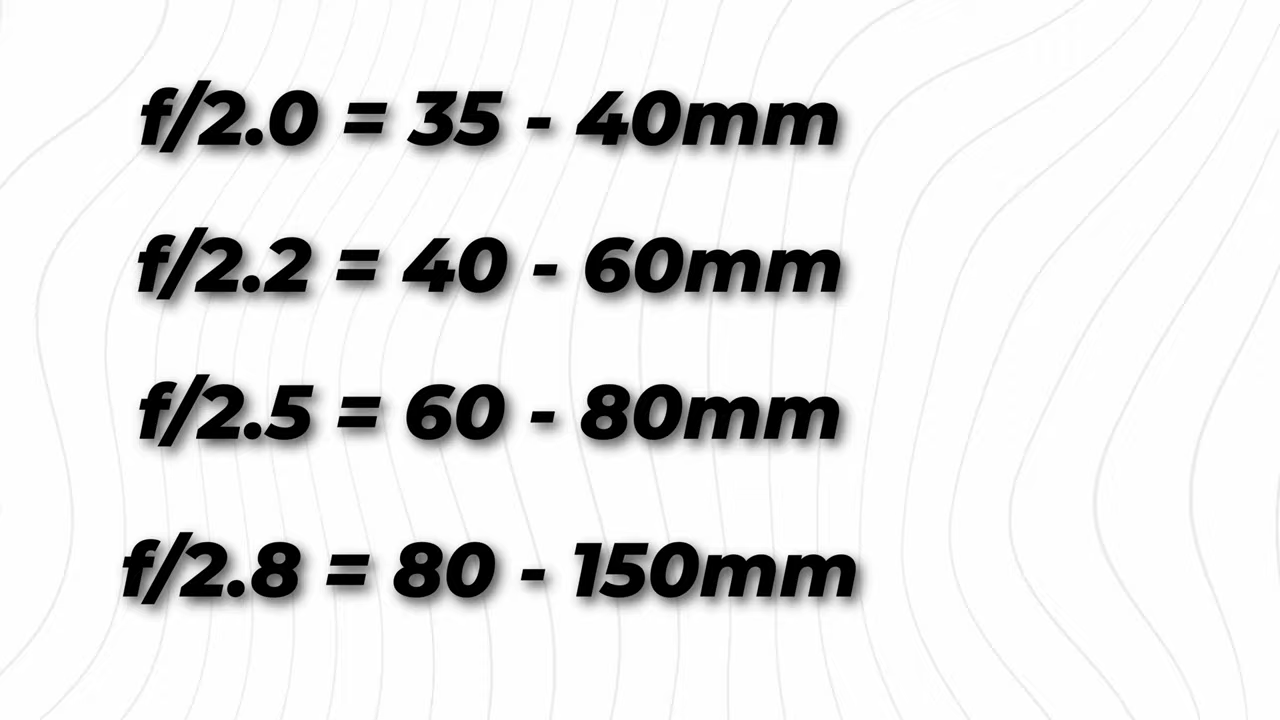 f/2.0 = 35 - 40mm
f/2.2 = 40 - 60mm
f/2.5 = 60 - 80mm
f/2.8 = 80 - 150mm